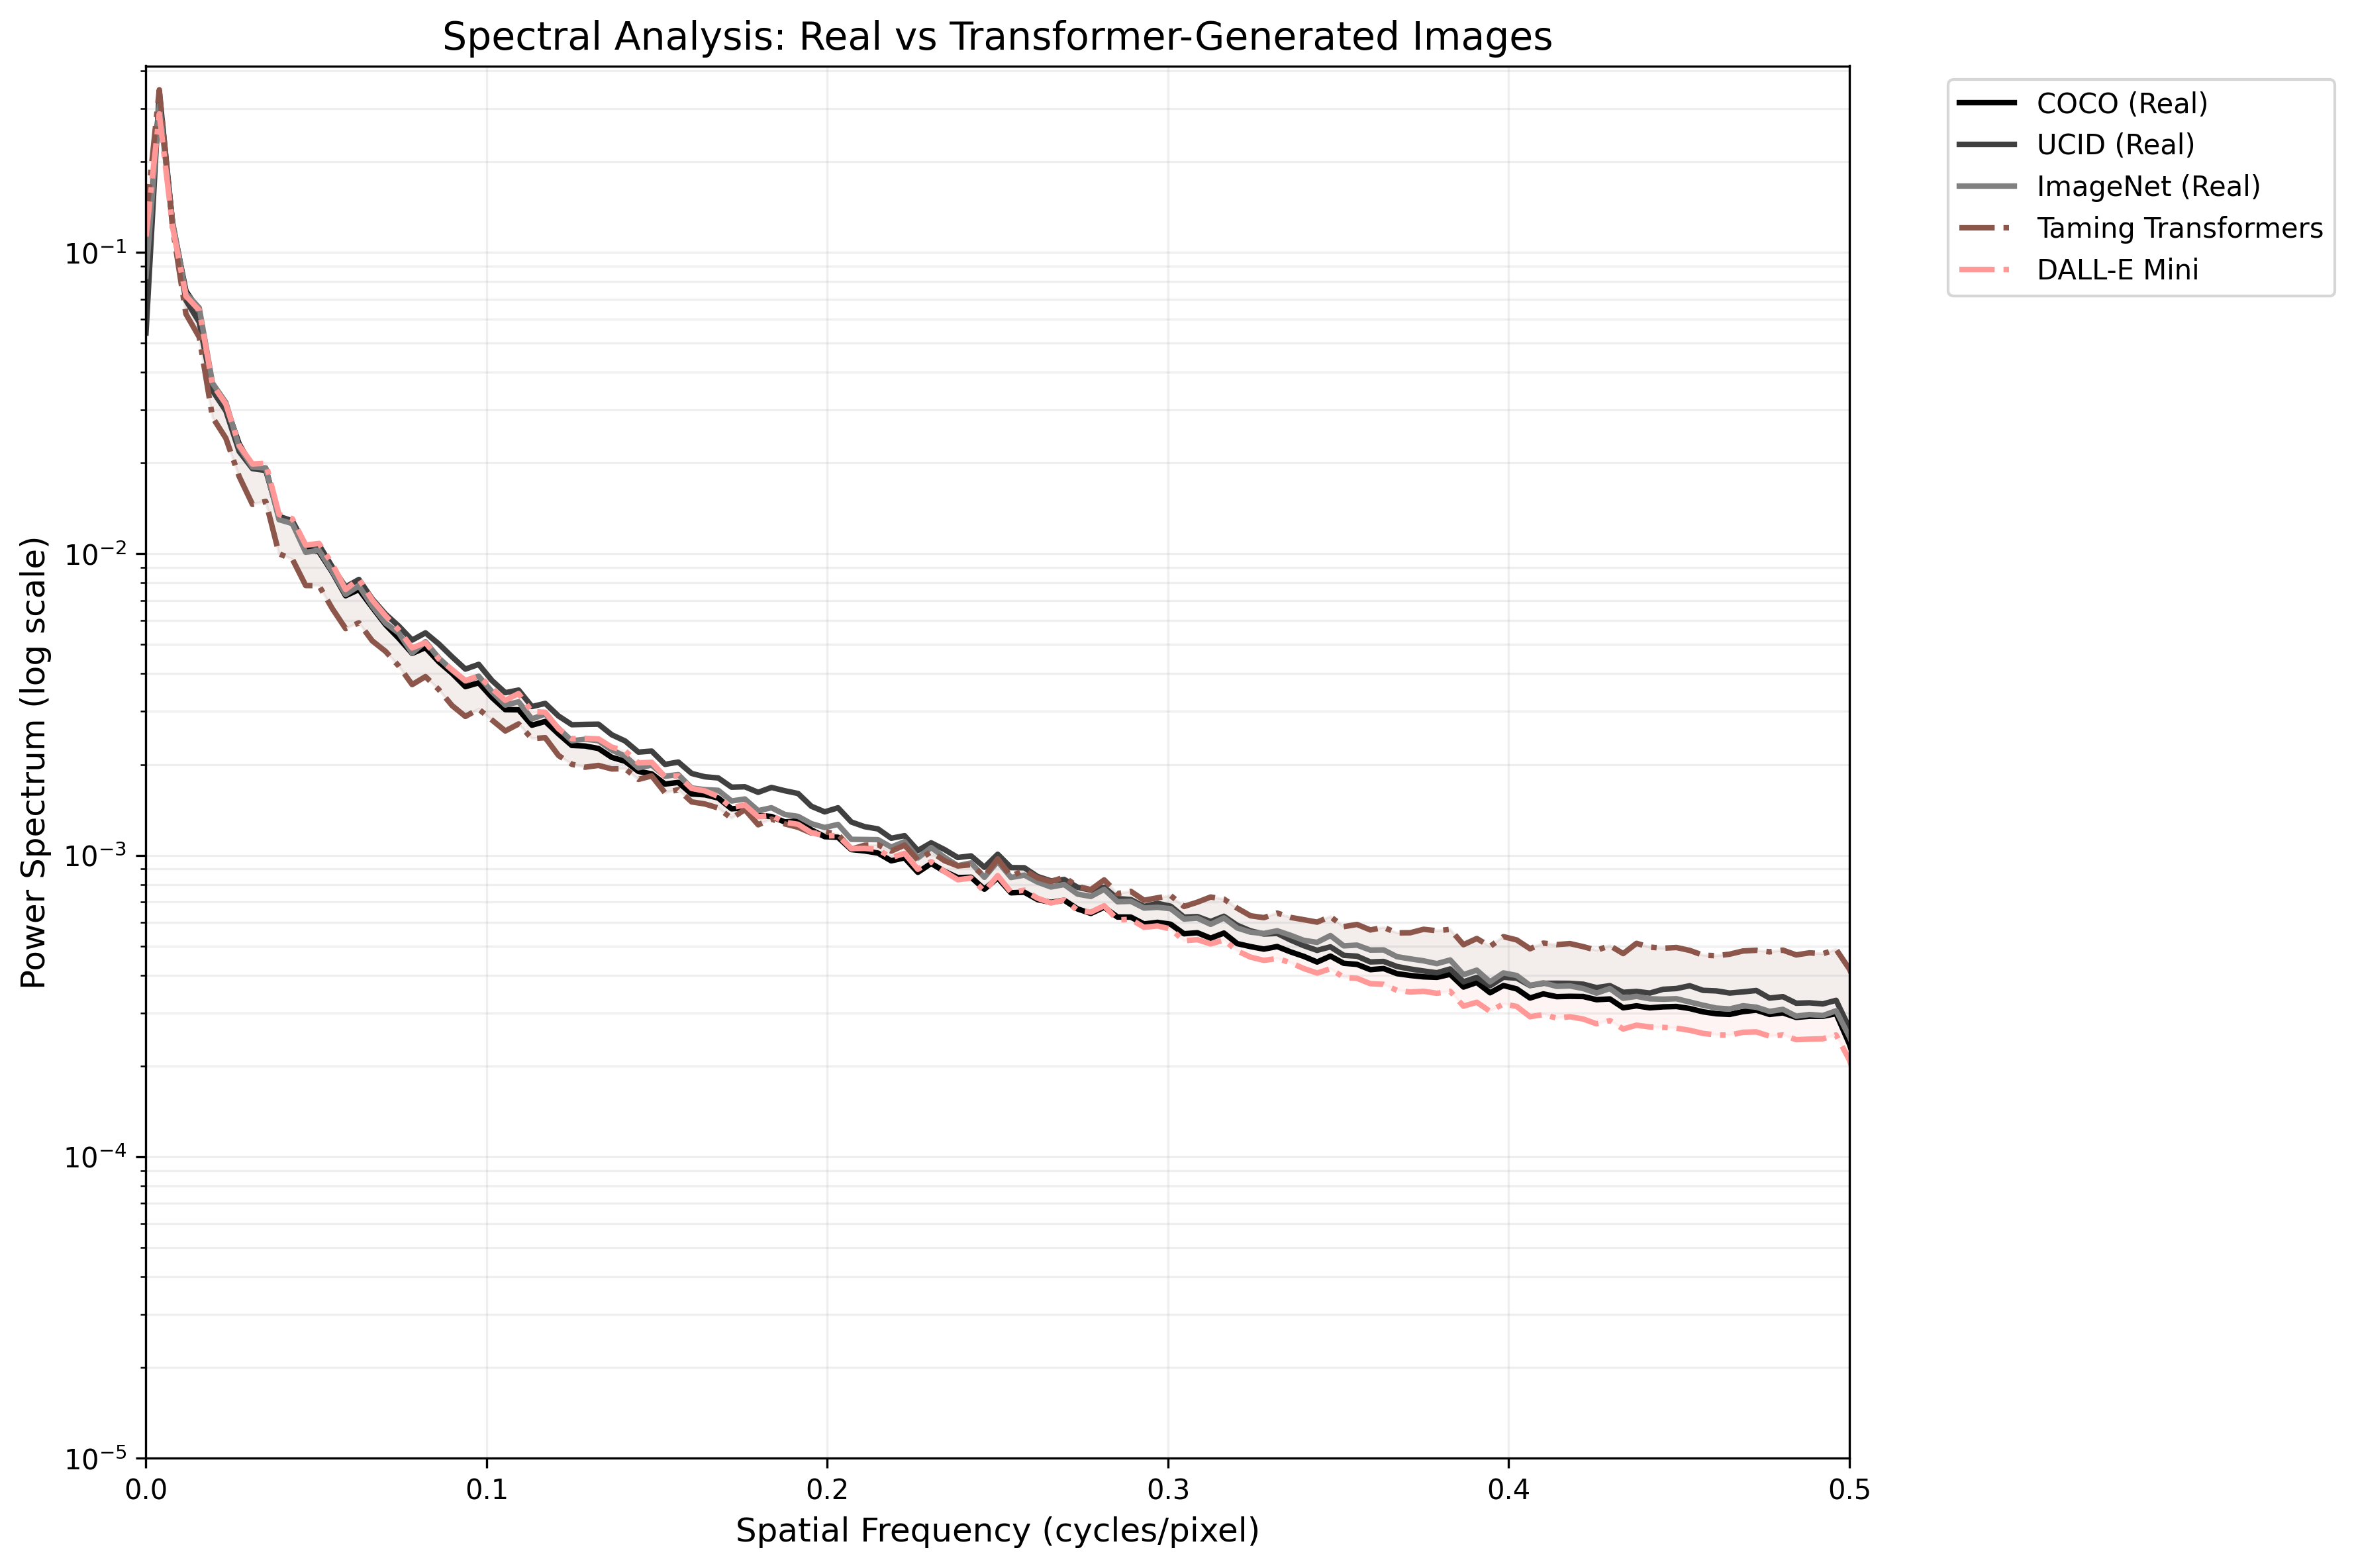 Spectral Analysis: Real vs Transformer-Generated Images
COCO (Real)
UCID (Real)
ImageNet (Real)
Taming Transformers
DALL-E Mini
Power Spectrum (log scale)
10⁻¹
10⁻²
10⁻³
10⁻⁴
10⁻⁵
0.0 0.1 0.2 0.3 0.4 0.5
Spatial Frequency (cycles/pixel)